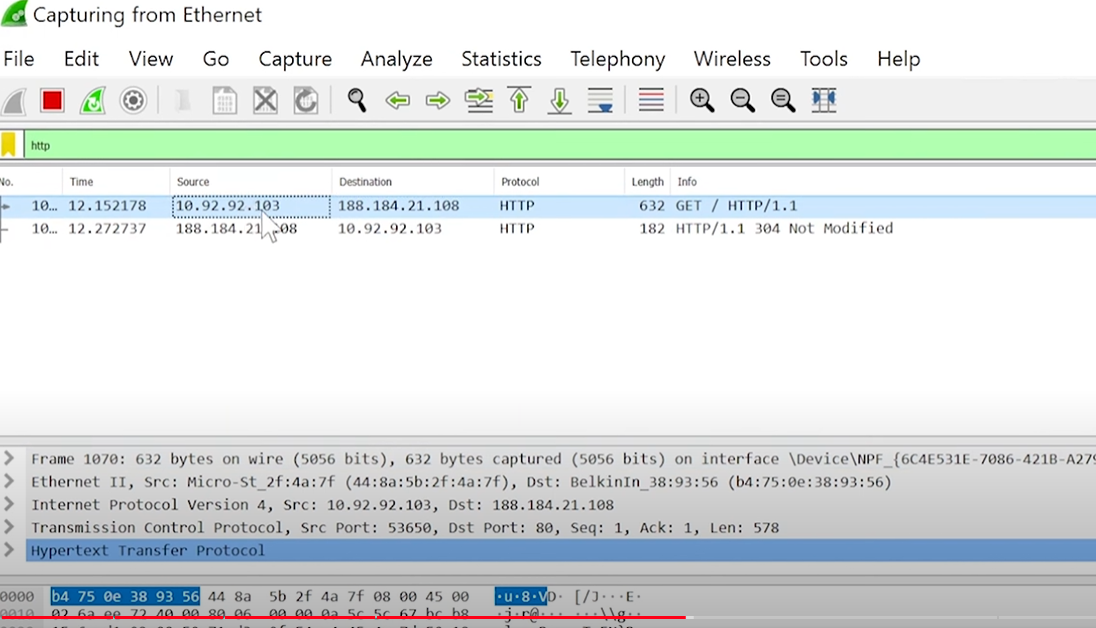 Capturing from Ethernet
File Edit View Go Capture Analyze Statistics Telephony Wireless Tools Help
http
No. Time Source Destination Protocol Length Info
10… 12.152178 10.92.92.103 188.184.21.108 HTTP 632 GET / HTTP/1.1
10… 12.272737 188.184.21 08 10.92.92.103 HTTP 182 HTTP/1.1 304 Not Modified
Frame 1070: 632 bytes on wire (5056 bits), 632 bytes captured (5056 bits) on interface \Device\NPF_{6C4E531E-7086-421B-A279
Ethernet II, Src: Micro-St_2f:4a:7f (44:8a:5b:2f:4a:7f), Dst: BelkinIn_38:93:56 (b4:75:0e:38:93:56)
Internet Protocol Version 4, Src: 10.92.92.103, Dst: 188.184.21.108
Transmission Control Protocol, Src Port: 53650, Dst Port: 80, Seq: 1, Ack: 1, Len: 578
Hypertext Transfer Protocol
0000 b4 75 0e 38 93 56 44 8a 5b 2f 4a 7f 08 00 45 00 ·u·8·VD· [/J···E·
0010 02 6a ee 72 40 00 80 06 00 00 0a 5c 5c 67 bc b8 ·j·r@··· ···\\g··